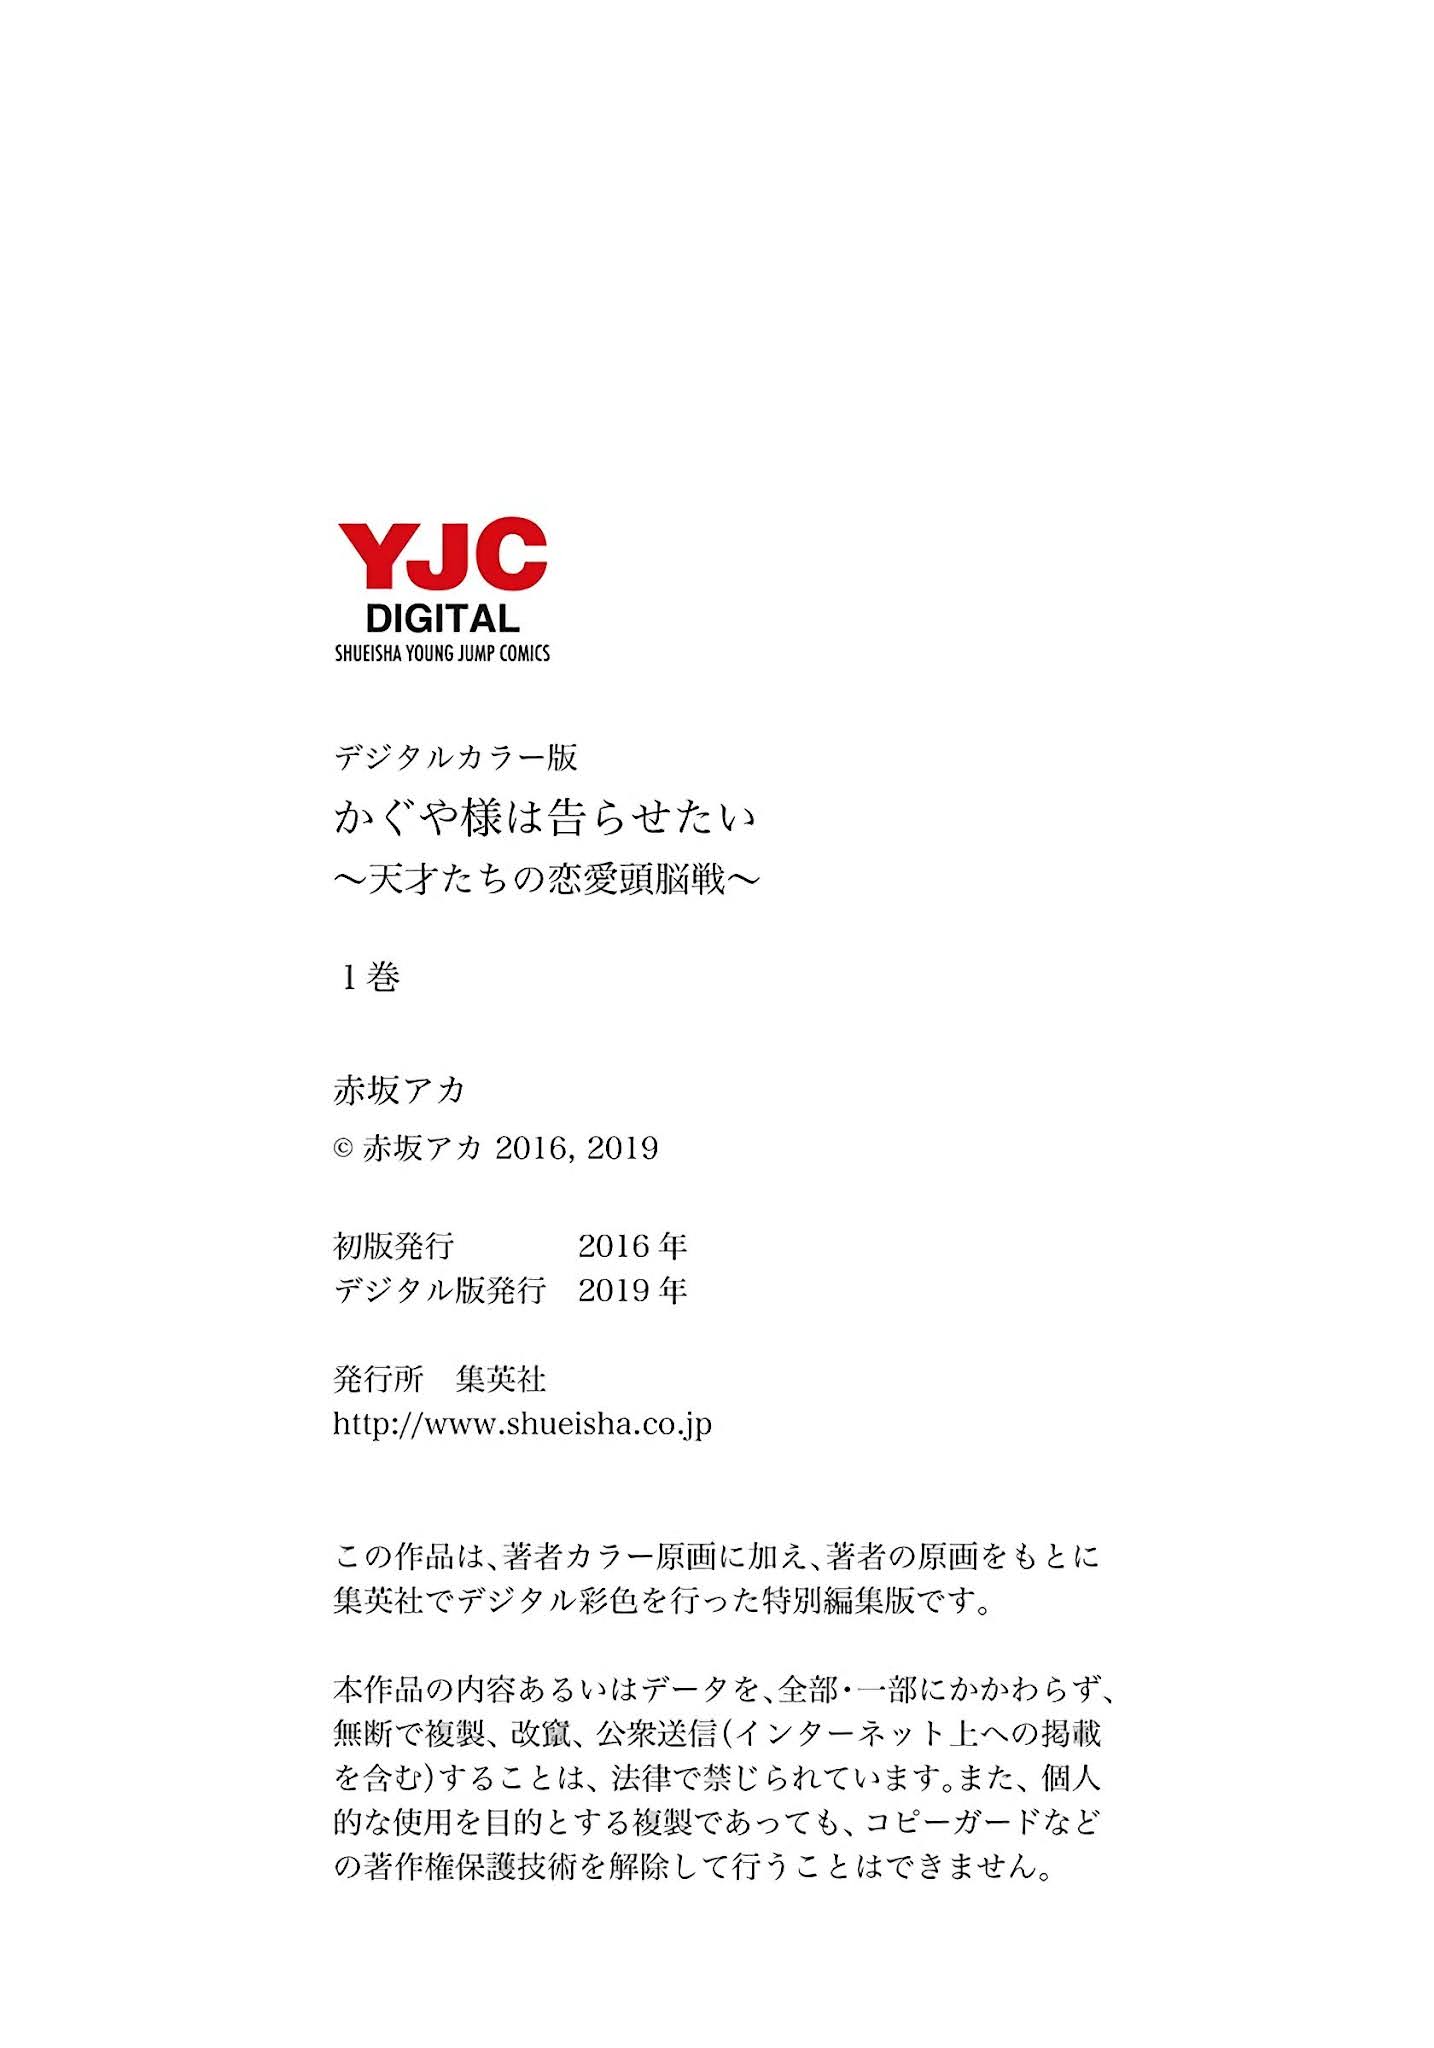 YJC
DIGITAL
SHUEISHA YOUNG JUMP COMICS
デジタルカラー版
かぐや様は告らせたい
〜天才たちの恋愛頭脳戦〜
1 巻
赤坂アカ
© 赤坂アカ 2016, 2019
初版発行　2016 年
デジタル版発行　2019 年
発行所　集英社
http://www.shueisha.co.jp
この作品は、著者カラー原画に加え、著者の原画をもとに
集英社でデジタル彩色を行った特別編集版です。
本作品の内容あるいはデータを、全部・一部にかかわらず、
無断で複製、改竄、公衆送信(インターネット上への掲載
を含む)することは、法律で禁じられています。また、個人
的な使用を目的とする複製であっても、コピーガードなど
の著作権保護技術を解除して行うことはできません。